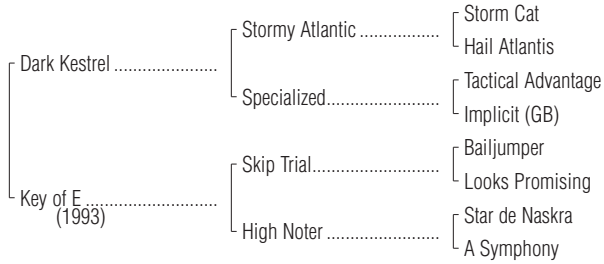 Storm Cat
Stormy Atlantic ..................
Hail Atlantis
Dark Kestrel .......................
Tactical Advantage
Specialized.........................
Implicit (GB)
Bailjumper
Skip Trial............................
Looks Promising
Key of E .............................
(1993)
Star de Naskra
High Noter .........................
A Symphony